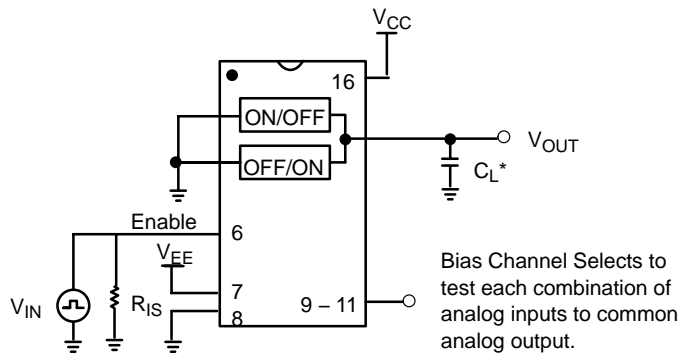 VCC
16
ON/OFF
OFF/ON
VOUT
CL*
Enable
6
VEE
7
VIN
RIS
8
9 – 11
Bias Channel Selects to
test each combination of
analog inputs to common
analog output.